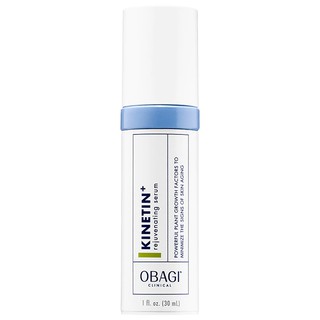 KINETIN+
rejuvenating serum
POWERFUL PLANT GROWTH FACTORS TO
MINIMIZE THE SIGNS OF SKIN AGING
OBAGI
CLINICAL
1 fl. oz. (30 mL)